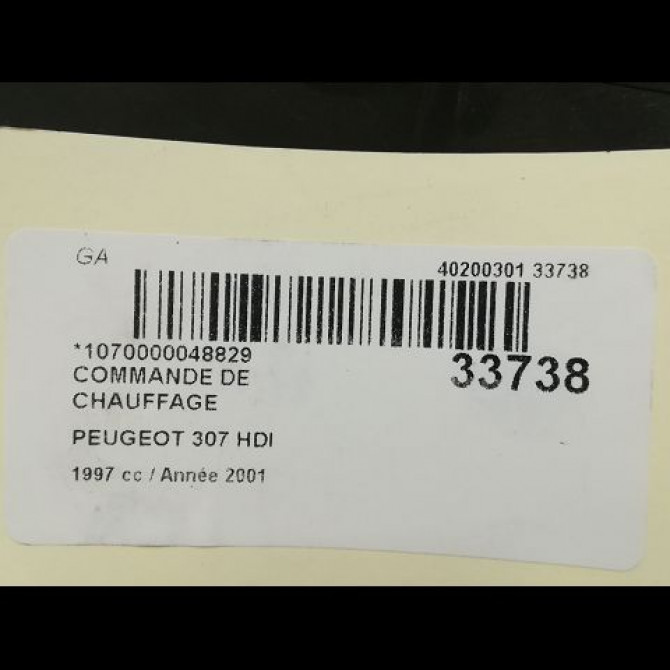 GA
40200301 33738
*1070000048829
33738
COMMANDE DE
CHAUFFAGE
PEUGEOT 307 HDI
1997 cc / Année 2001